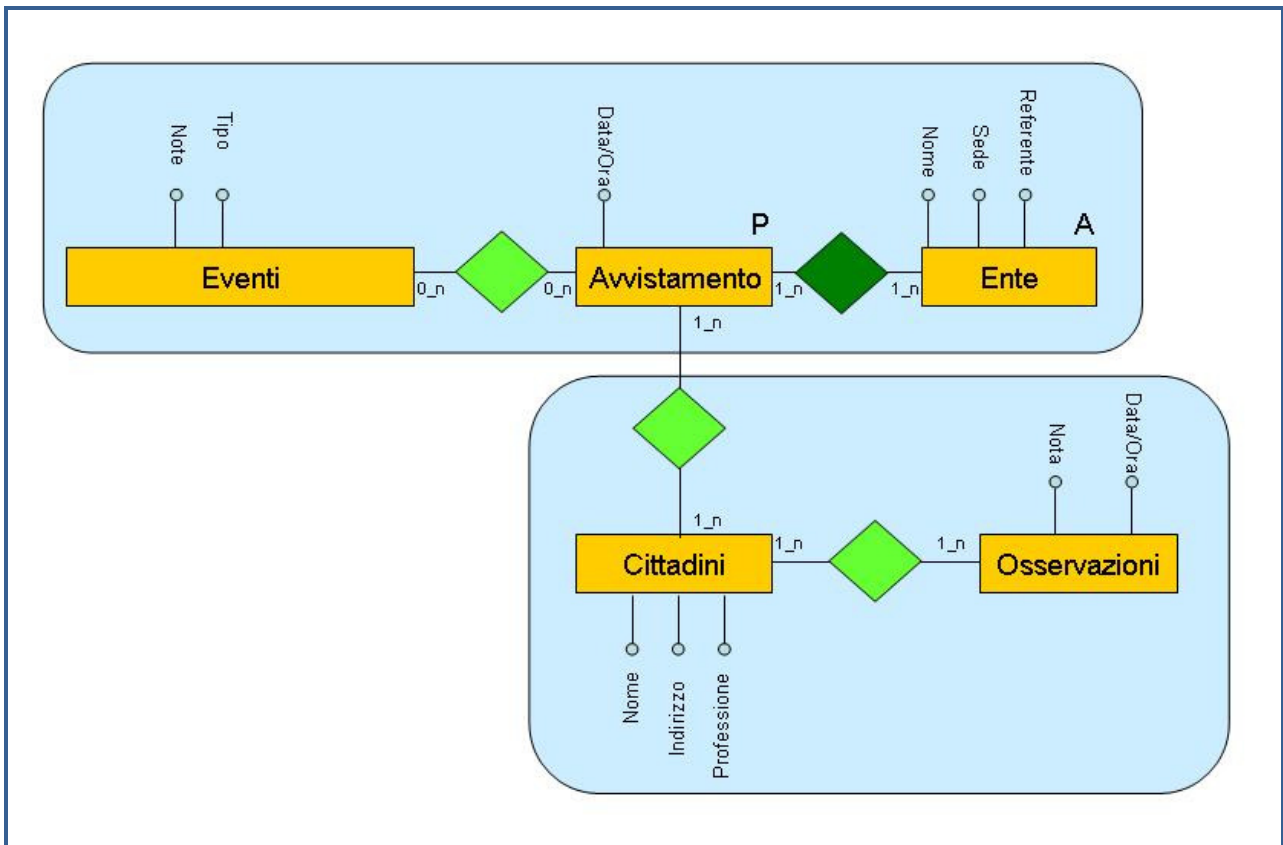 Note
Tipo
Data/Ora
Nome
Sede
Referente
P
A
Eventi
0_n
0_n
Avvistamento
1_n
1_n
Ente
1_n
Nota
Data/Ora
1_n
1_n
1_n
Cittadini
Osservazioni
Nome
Indirizzo
Professione